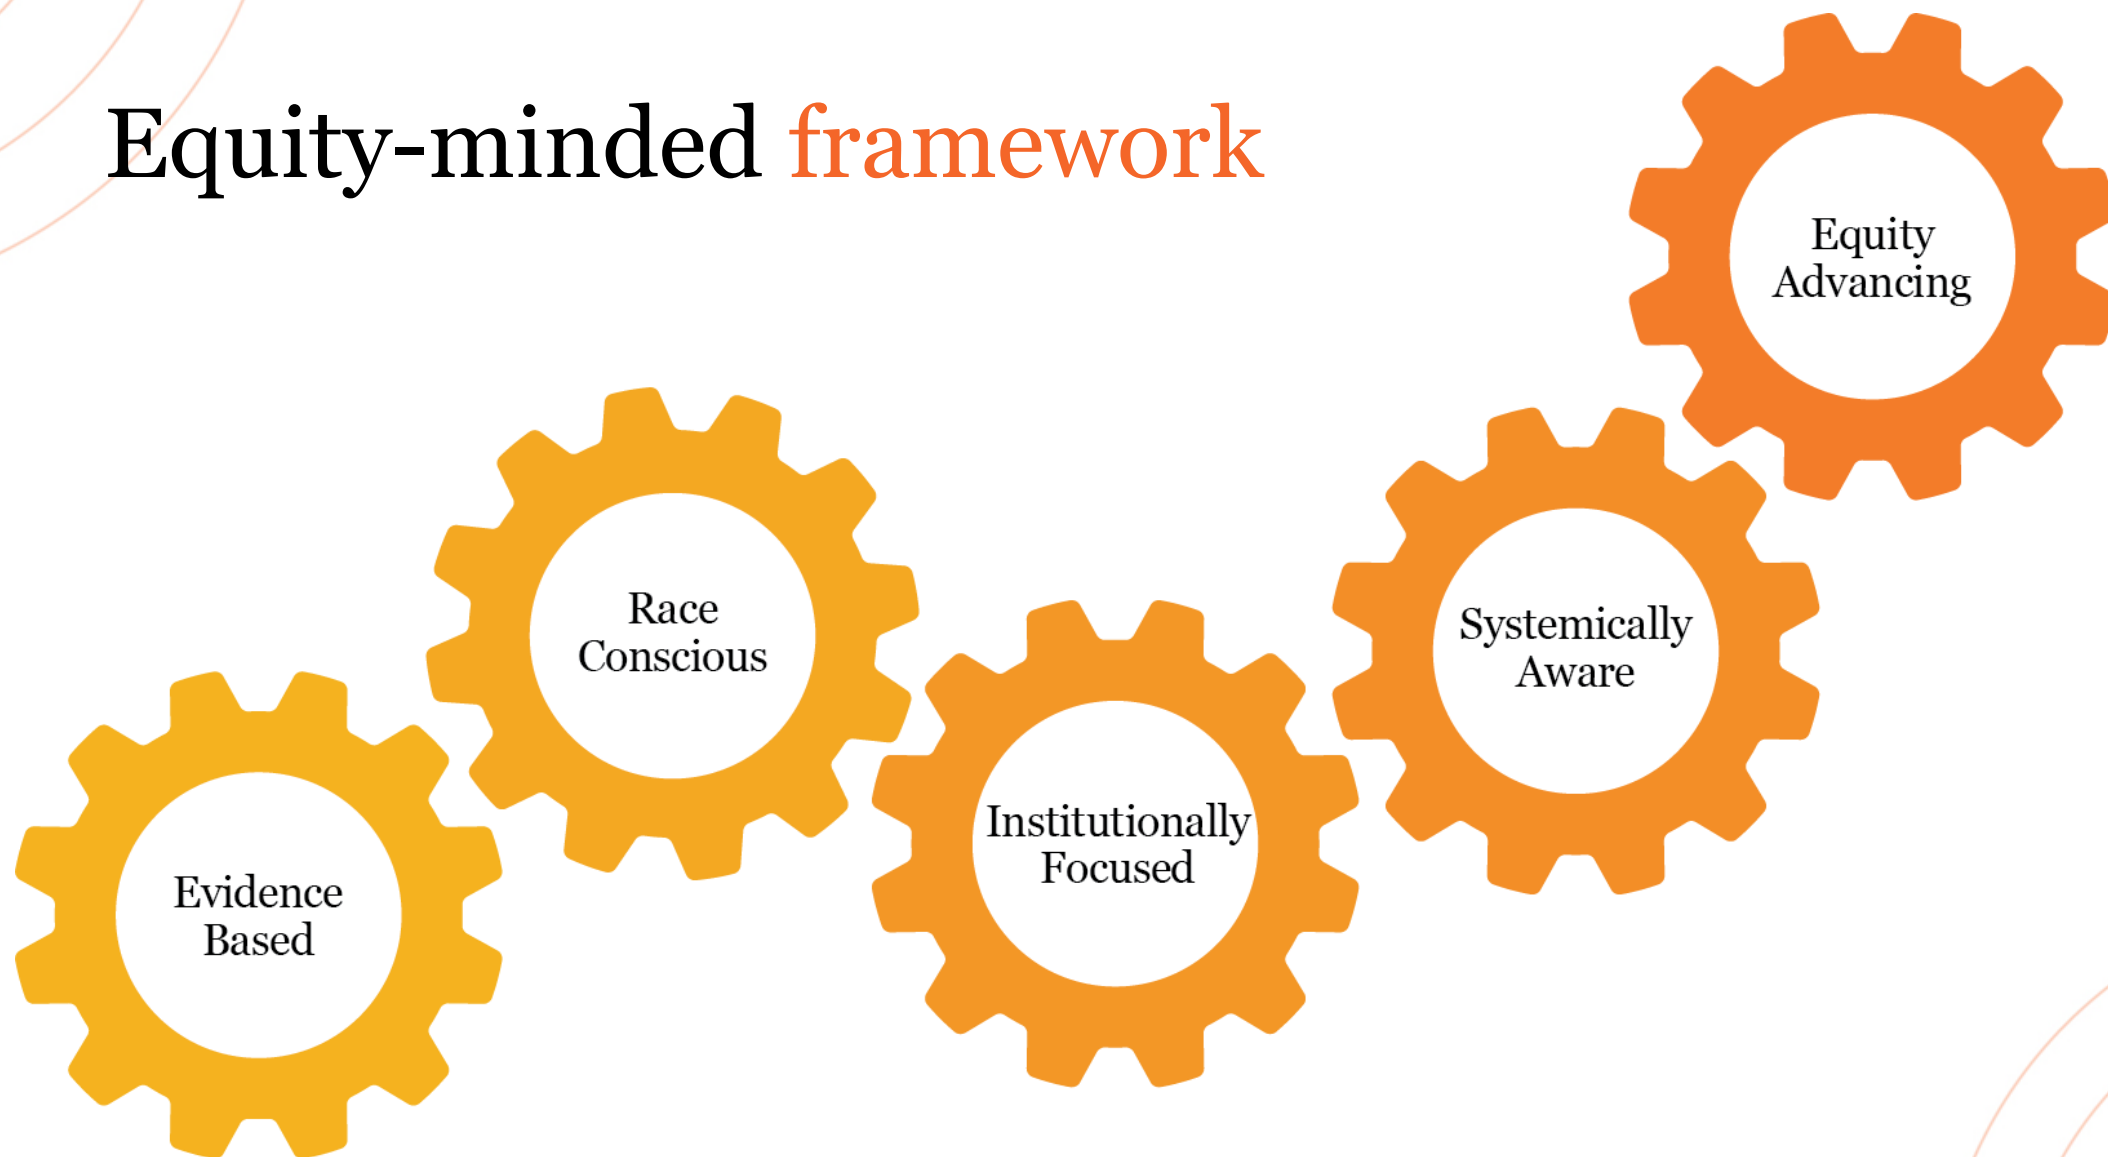 Equity-minded framework
Equity
Advancing
Race
Conscious
Systemically
Aware
Institutionally
Focused
Evidence
Based